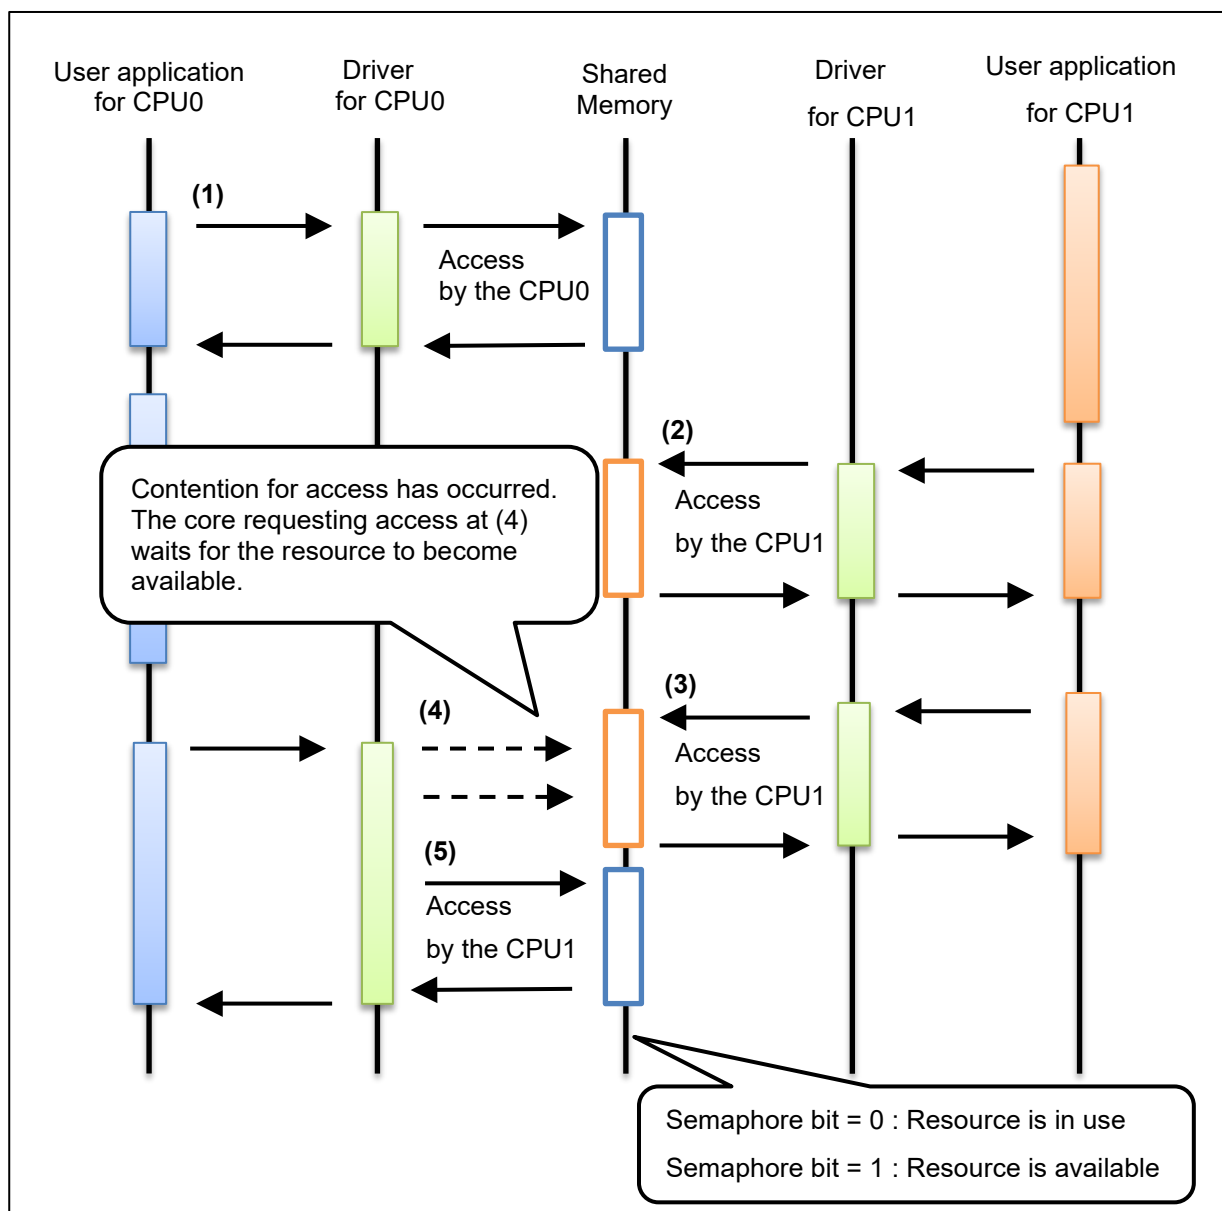 User application
for CPU0
Driver
for CPU0
Shared
Memory
Driver
for CPU1
User application
for CPU1
(1)
Access
by the CPU0
(2)
Access
by the CPU1
Contention for access has occurred.
The core requesting access at (4)
waits for the resource to become
available.
(3)
Access
by the CPU1
(4)
(5)
Access
by the CPU1
Semaphore bit = 0 : Resource is in use
Semaphore bit = 1 : Resource is available